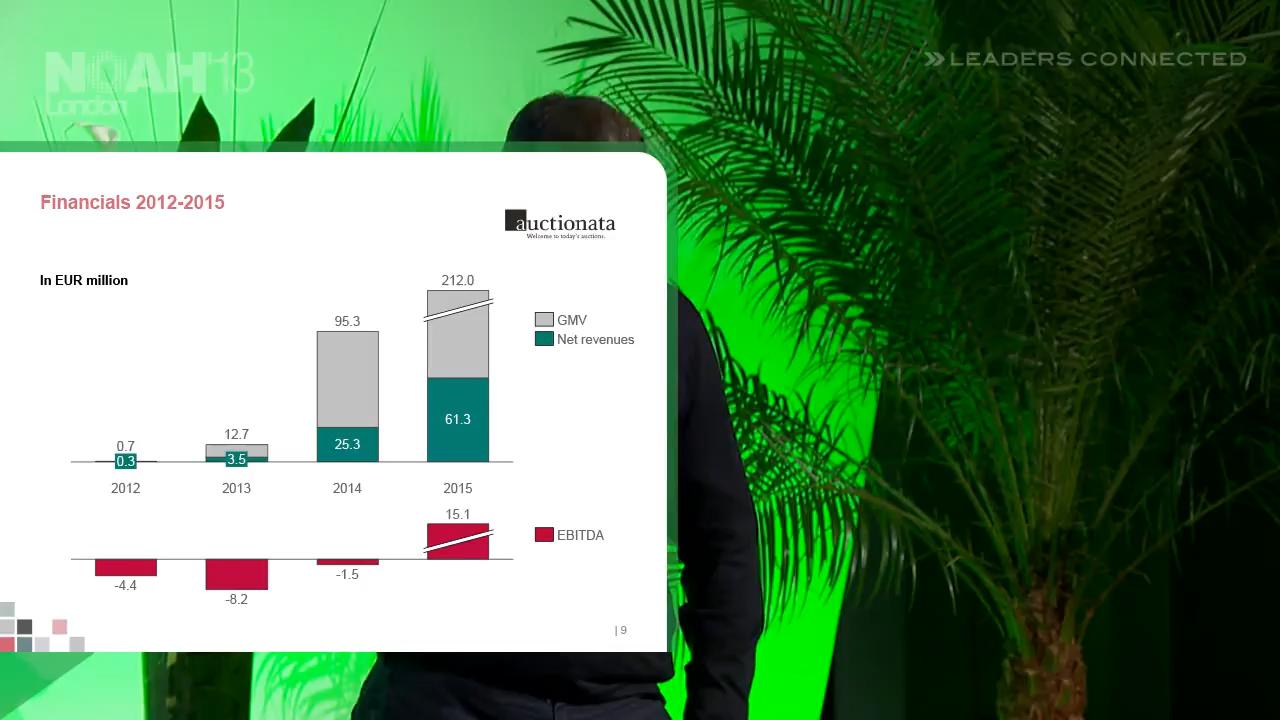 NOAH'13
London
LEADERS CONNECTED
Financials 2012-2015
auctionata
Welcome to today's auctions.
In EUR million
212.0
95.3
GMV
Net revenues
61.3
12.7
25.3
0.7
3.5
0.3
2012 2013 2014 2015
15.1
EBITDA
-4.4
-8.2
-1.5
| 9